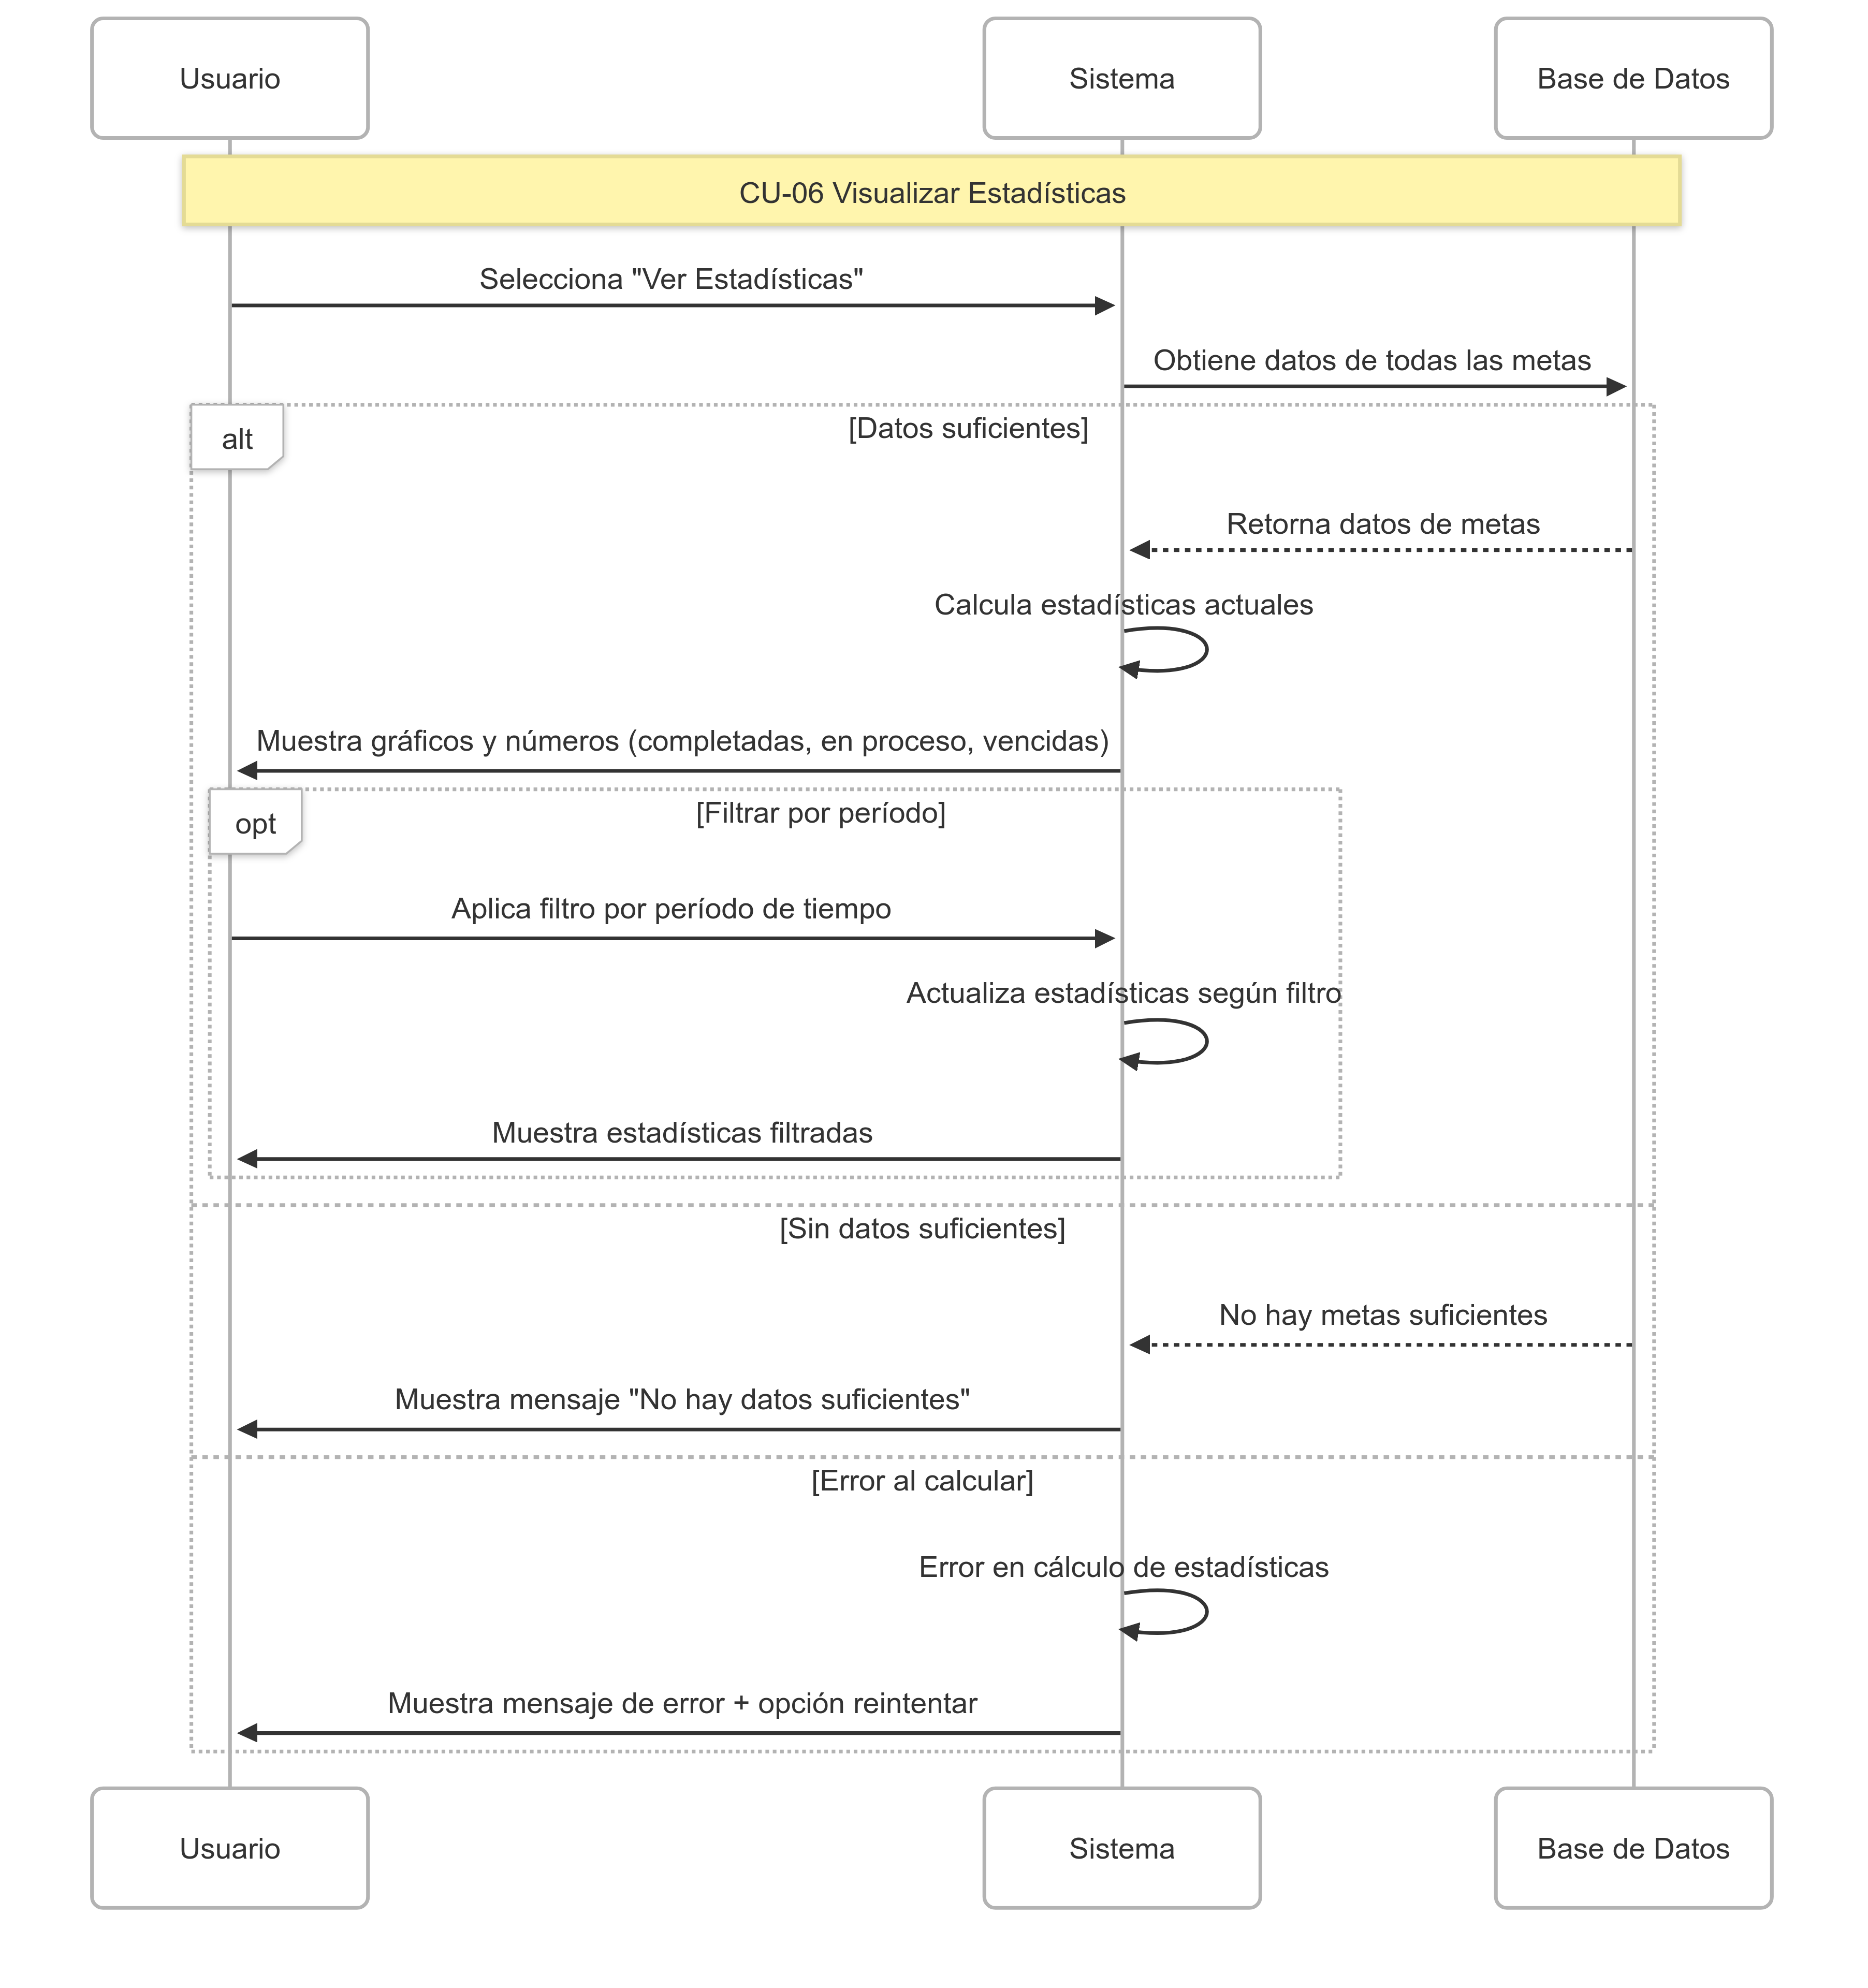 Usuario
Sistema
Base de Datos
CU-06 Visualizar Estadísticas
Selecciona "Ver Estadísticas"
Obtiene datos de todas las metas
alt
[Datos suficientes]
Retorna datos de metas
Calcula estadísticas actuales
Muestra gráficos y números (completadas, en proceso, vencidas)
opt
[Filtrar por período]
Aplica filtro por período de tiempo
Actualiza estadísticas según filtro
Muestra estadísticas filtradas
[Sin datos suficientes]
No hay metas suficientes
Muestra mensaje "No hay datos suficientes"
[Error al calcular]
Error en cálculo de estadísticas
Muestra mensaje de error + opción reintentar
Usuario
Sistema
Base de Datos